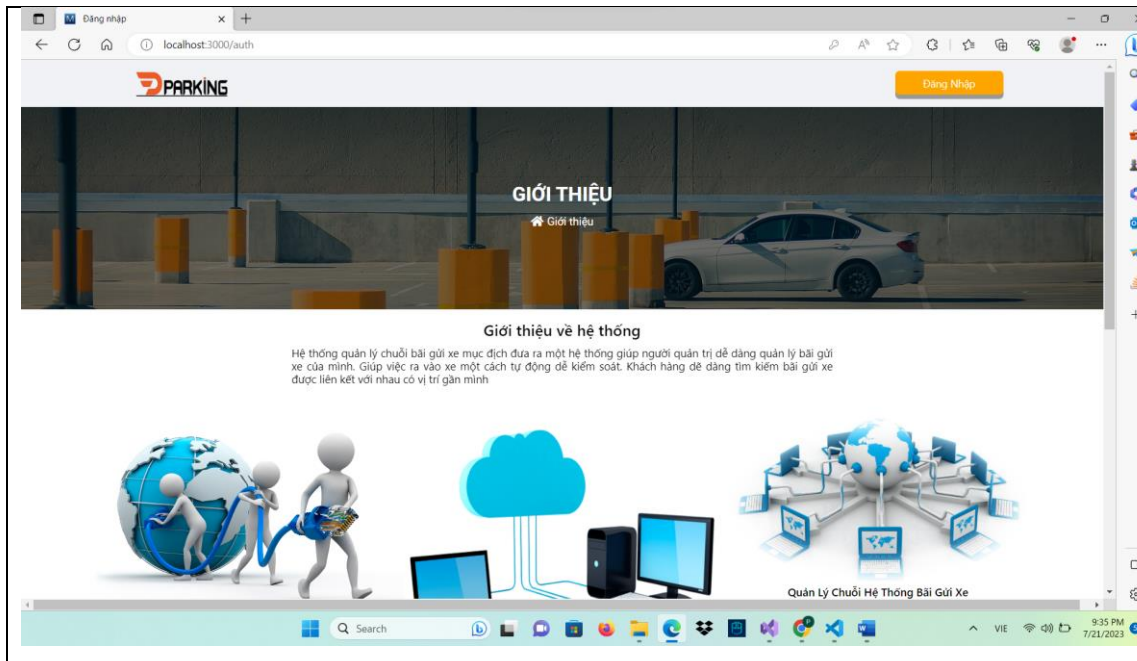 Đăng nhập
localhost:3000/auth
PARKING
Đăng Nhập
GIỚI THIỆU
Giới thiệu
Giới thiệu về hệ thống
Hệ thống quản lý chuỗi bãi gửi xe mục đích đưa ra một hệ thống giúp người quản trị dễ dàng quản lý bãi gửi
xe của mình. Giúp việc ra vào xe một cách tự động dễ kiểm soát. Khách hàng dẽ dàng tìm kiếm bãi gửi xe
được liên kết với nhau có vị trí gần mình
Quản Lý Chuỗi Hệ Thống Bãi Gửi Xe
Search
VIE
9:35 PM
7/21/2023